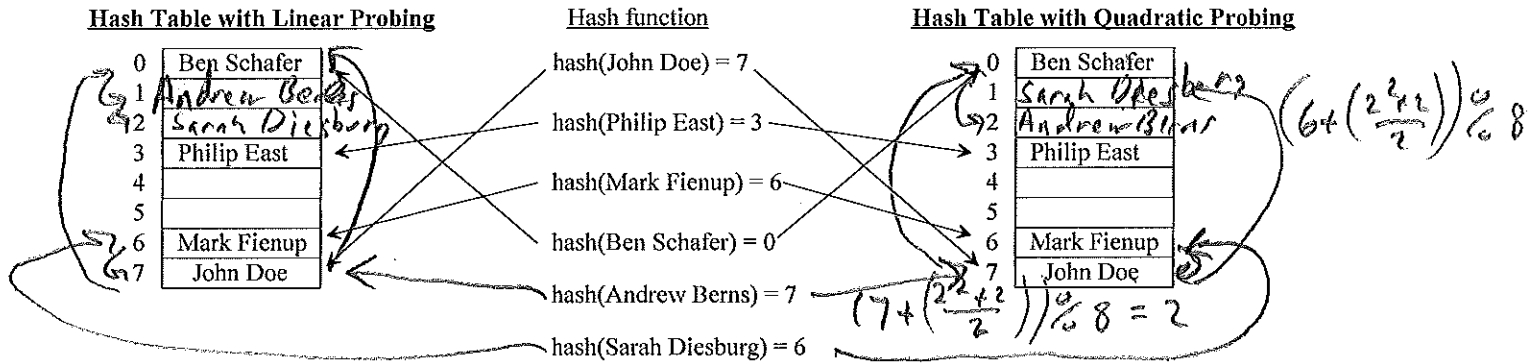 Hash Table with Linear Probing
0 Ben Schafer
1 Andrew Berns
2 Sarah Diesburg
3 Philip East
4
5
6 Mark Fienup
7 John Doe
Hash function
hash(John Doe) = 7
hash(Philip East) = 3
hash(Mark Fienup) = 6
hash(Ben Schafer) = 0
hash(Andrew Berns) = 7
hash(Sarah Diesburg) = 6
Hash Table with Quadratic Probing
0 Ben Schafer
1 Sarah Diesberg
2 Andrew Berns
3 Philip East
4
5
6 Mark Fienup
7 John Doe
(6+(2²+2/2))%8
(7+(2²+2/2))%8=2